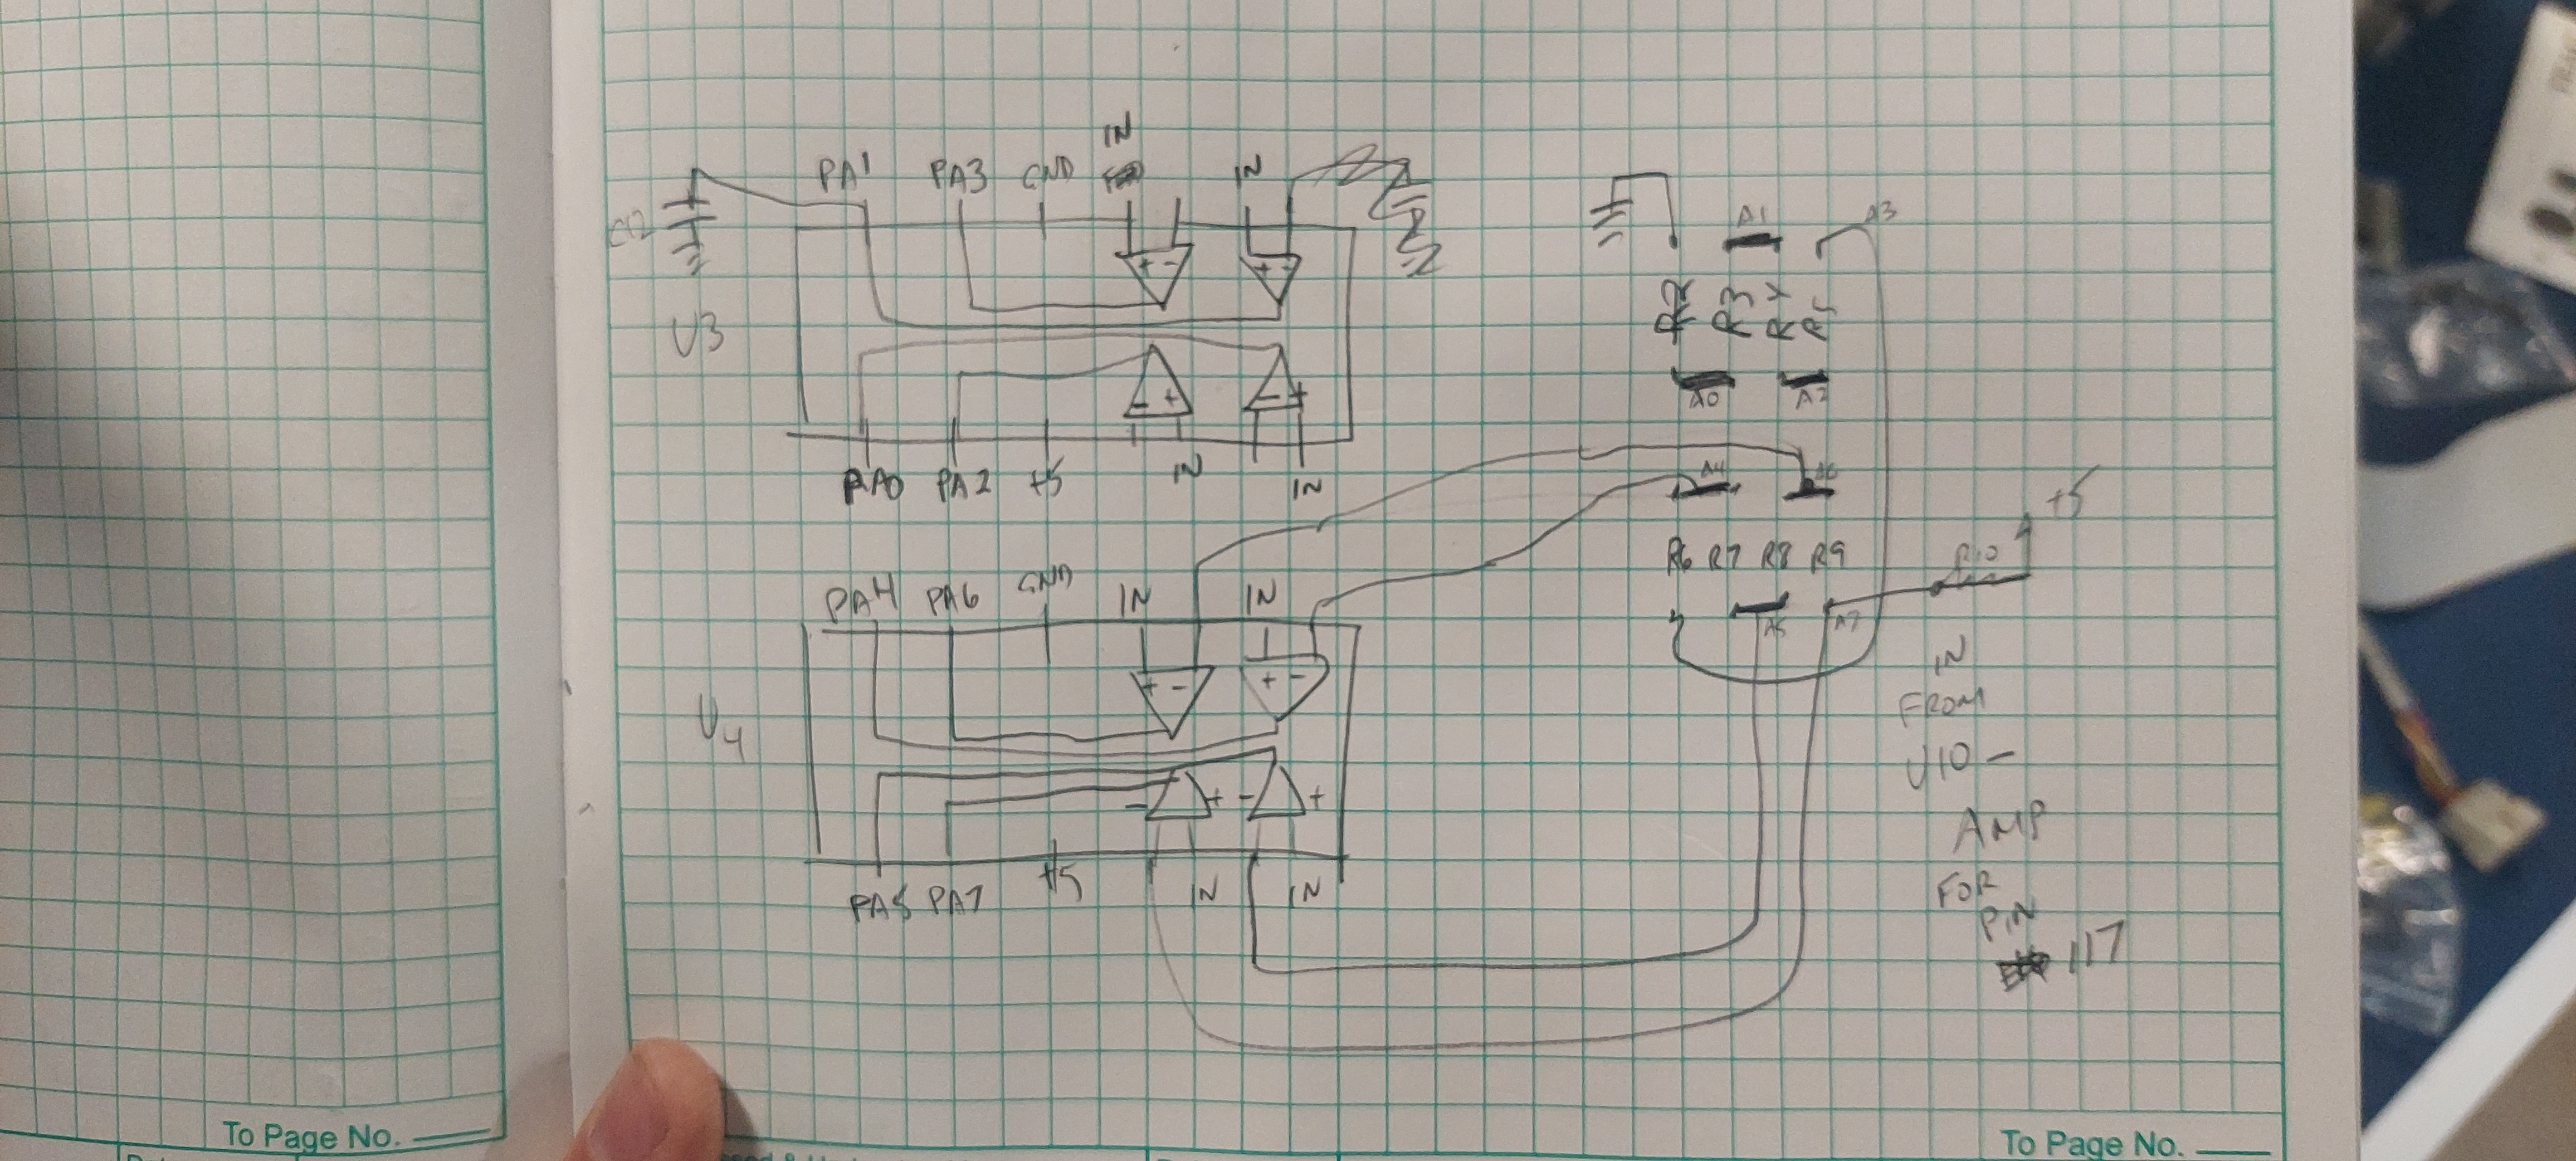 IN
PA1 PA3 GND IN
C12
U3
PA0 PA2 +5 IN IN
A1 A3
R2 R3 R4 R5
A0 A2
A4 A6
+5
R6 R7 R8 R9 R10
A5 A7
PA4 PA6 GND IN IN
U4
PA5 PA7 +5 IN IN
IN
FROM
U10 -
AMP
FOR
PIN
117
To Page No.
To Page No.